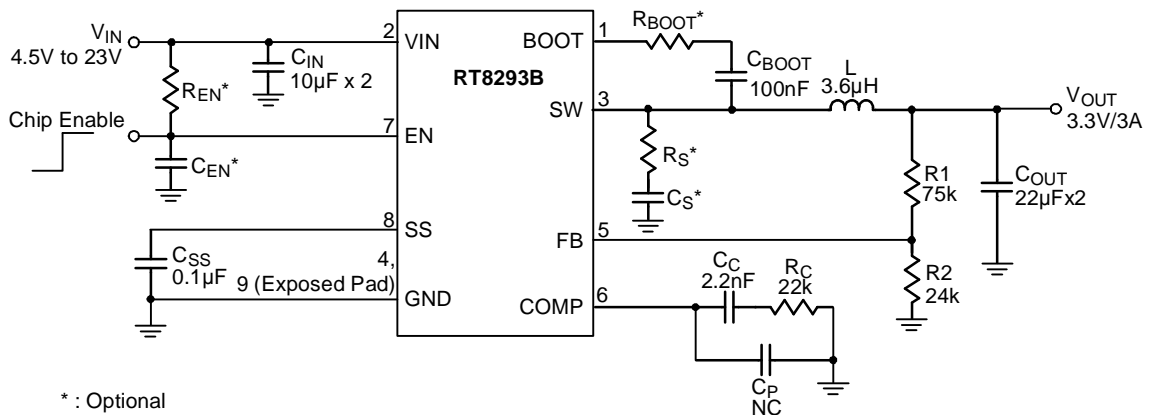 VIN
4.5V to 23V
REN*
CIN
10µF x 2
Chip Enable
CEN*
CSS
0.1µF
2
VIN
7
EN
8
SS
4,
9 (Exposed Pad)
GND
RT8293B
BOOT
1
SW
3
FB
5
COMP
6
RBOOT*
CBOOT
100nF
L
3.6µH
RS*
CS*
R1
75k
COUT
22µFx2
R2
24k
VOUT
3.3V/3A
CC
2.2nF
RC
22k
CP
NC
* : Optional